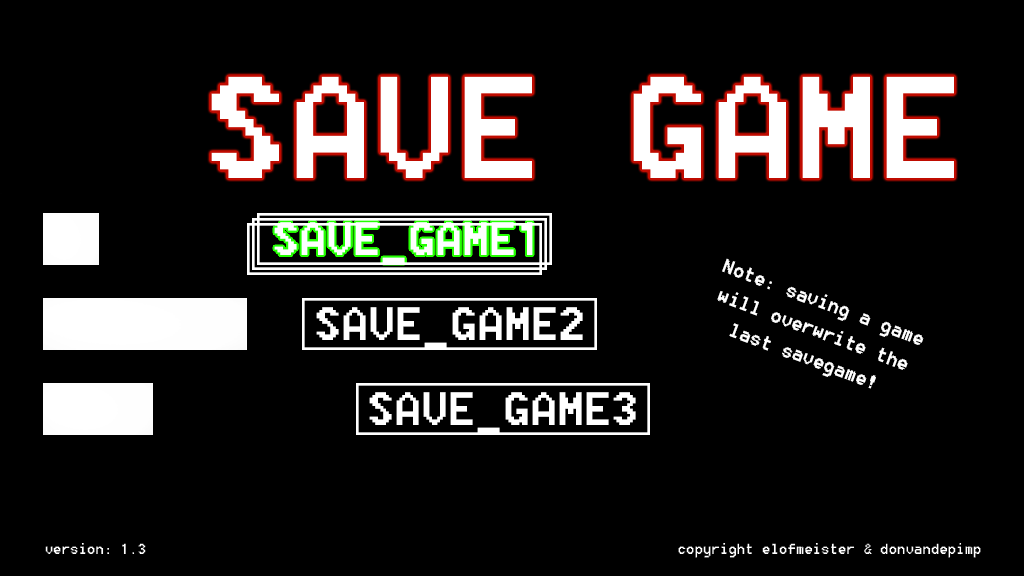 SAVE GAME
SAVE_GAME1
SAVE_GAME2
SAVE_GAME3
Note: saving a game
will overwrite the
last savegame!
version: 1.3
copyright elofmeister & donvandepimp